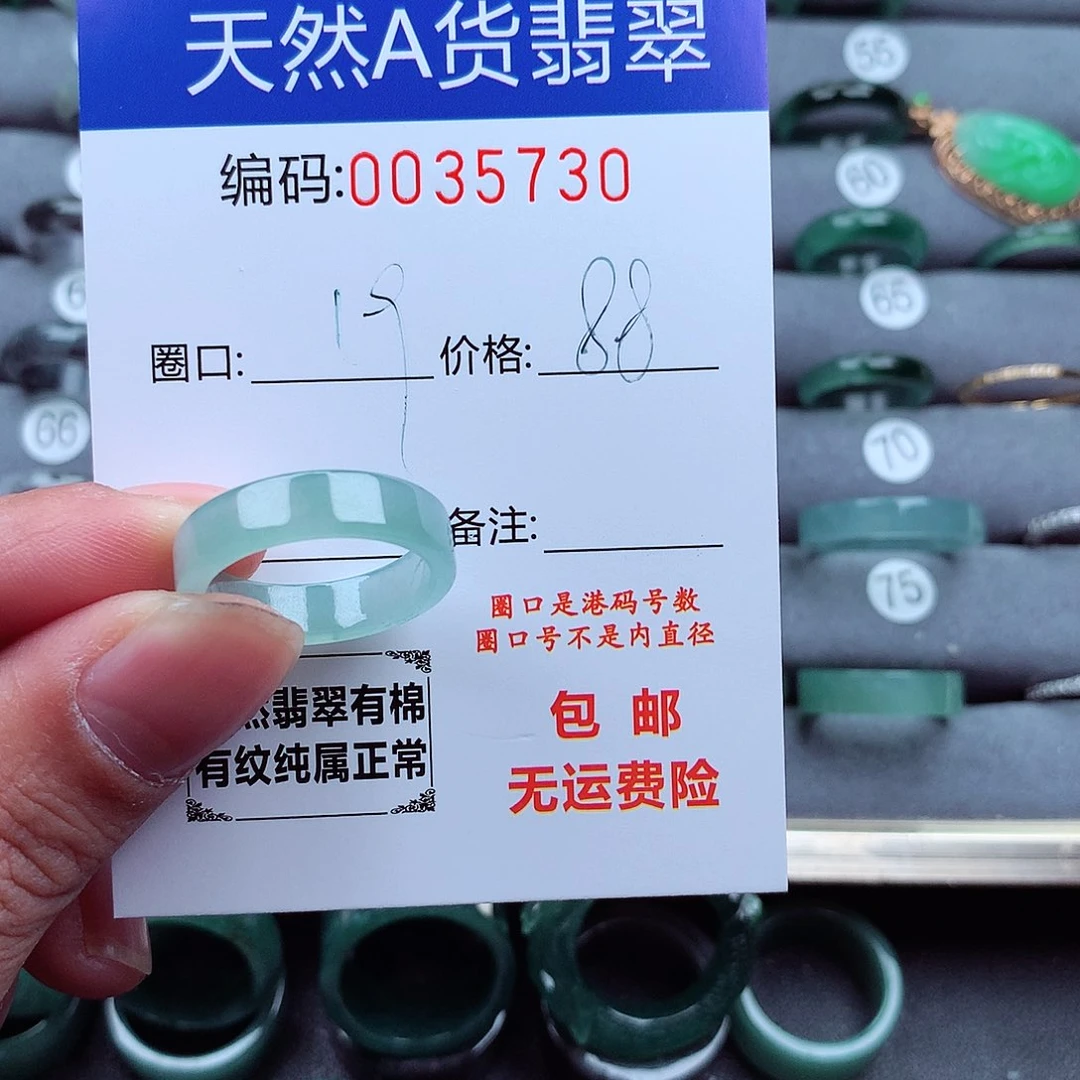 天然A货翡翠
编码:0035730
圈口: 19 价格: 88
备注:
圈口是港码号数
圈口号不是内直径
然翡翠有棉
有纹纯属正常
包邮
无运费险
55
60
65
66
70
75